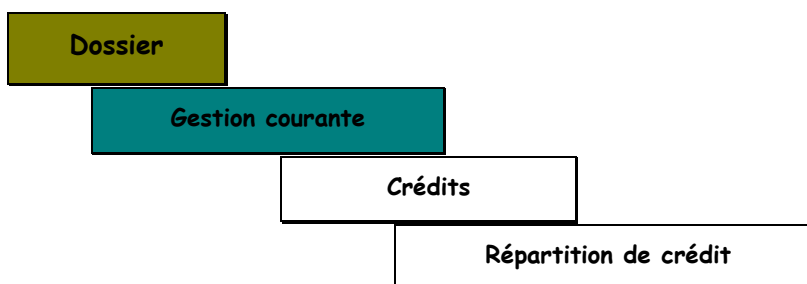 Dossier
Gestion courante
Crédits
Répartition de crédit